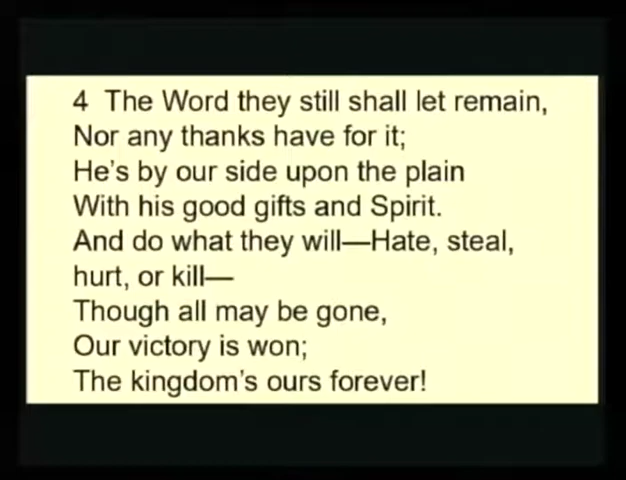 4 The Word they still shall let remain,
Nor any thanks have for it;
He's by our side upon the plain
With his good gifts and Spirit.
And do what they will—Hate, steal,
hurt, or kill—
Though all may be gone,
Our victory is won;
The kingdom's ours forever!